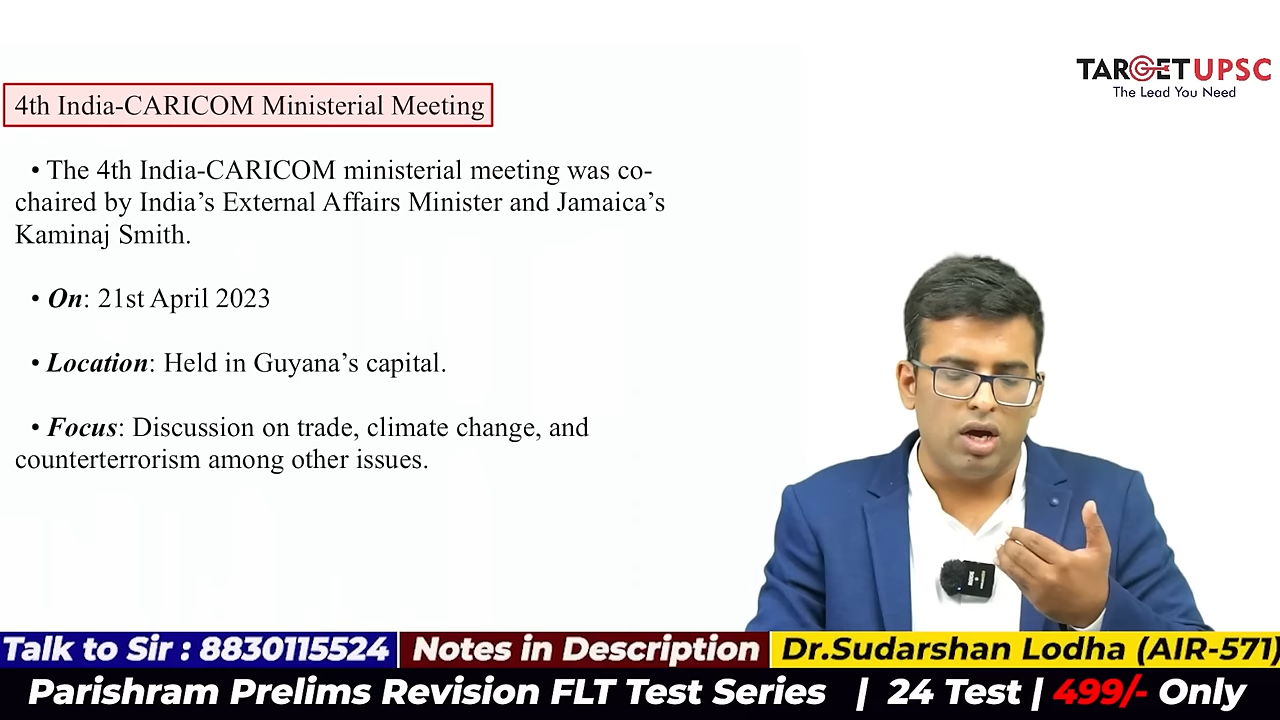 TARGET UPSC
The Lead You Need
4th India-CARICOM Ministerial Meeting
• The 4th India-CARICOM ministerial meeting was co-
chaired by India’s External Affairs Minister and Jamaica’s
Kaminaj Smith.
• On: 21st April 2023
• Location: Held in Guyana’s capital.
• Focus: Discussion on trade, climate change, and
counterterrorism among other issues.
Talk to Sir : 8830115524 Notes in Description Dr.Sudarshan Lodha (AIR-571)
Parishram Prelims Revision FLT Test Series | 24 Test | 499/- Only